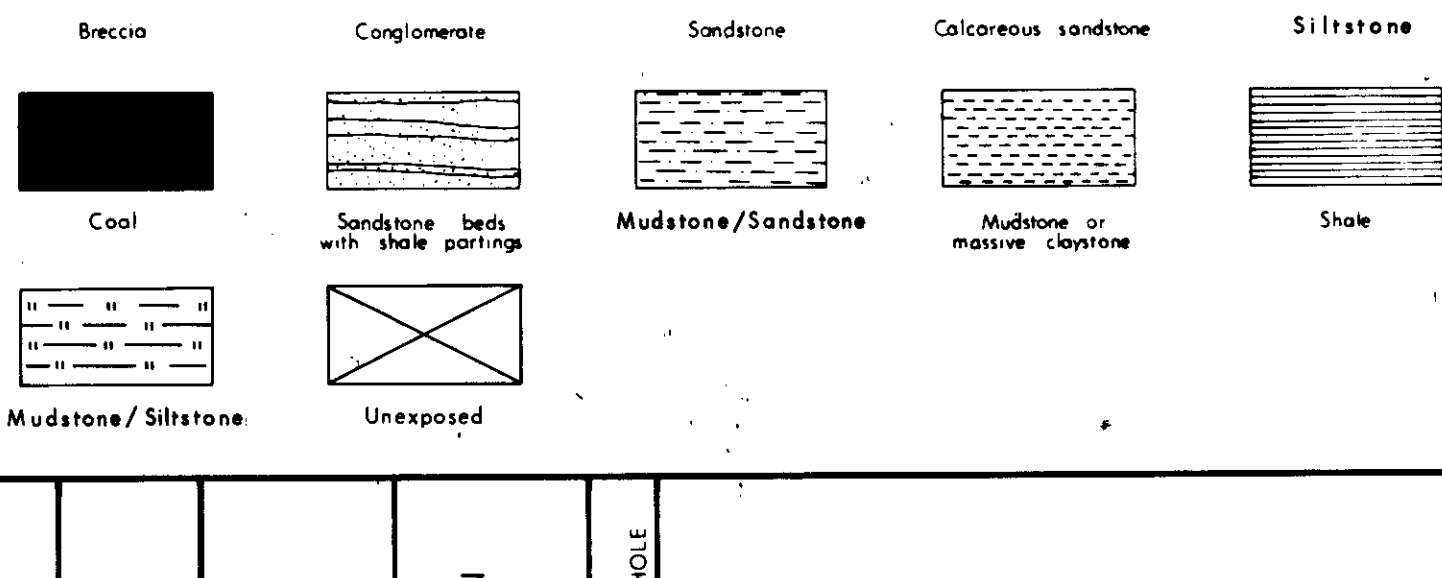 Breccia
Conglomerate
Sandstone
Calcareous sandstone
Siltstone
Coal
Sandstone beds
with shale partings
Mudstone/Sandstone
Mudstone or
massive claystone
Shale
Mudstone/Siltstone
Unexposed
HOLE